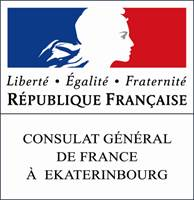 Liberté • Égalité • Fraternité
RÉPUBLIQUE FRANÇAISE
CONSULAT GÉNÉRAL
DE FRANCE
À EKATERINBOURG